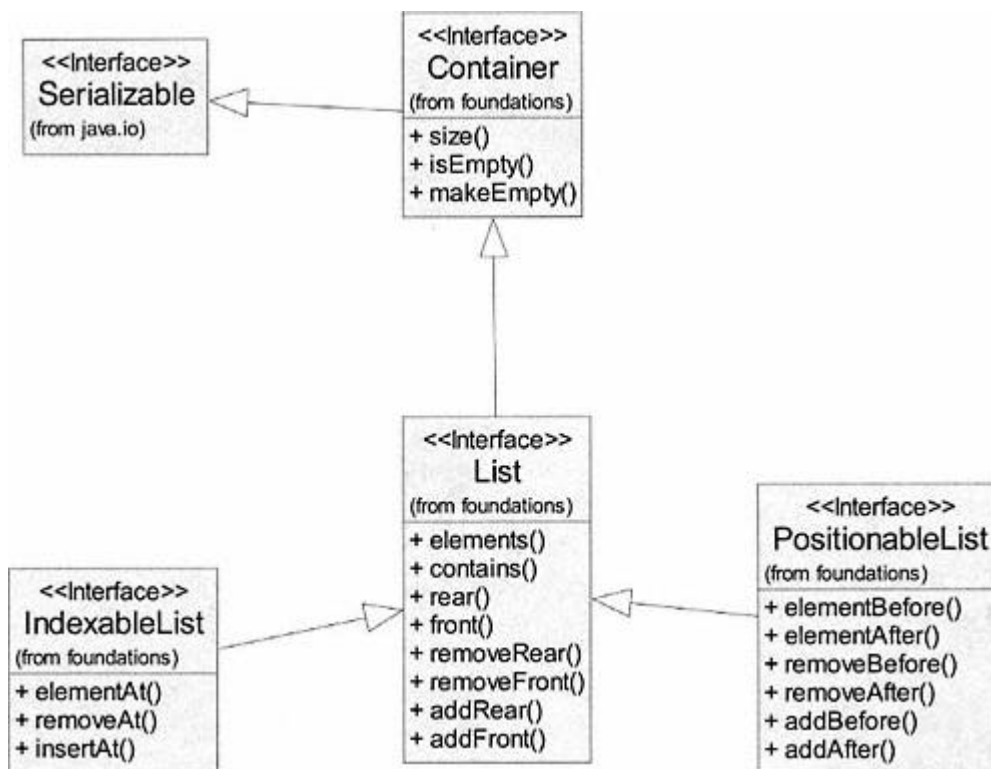 <<Interface>>
Serializable
(from java.io)
<<Interface>>
Container
(from foundations)
+ size()
+ isEmpty()
+ makeEmpty()
<<Interface>>
List
(from foundations)
+ elements()
+ contains()
+ rear()
+ front()
+ removeRear()
+ removeFront()
+ addRear()
+ addFront()
<<Interface>>
IndexableList
(from foundations)
+ elementAt()
+ removeAt()
+ insertAt()
<<Interface>>
PositionableList
(from foundations)
+ elementBefore()
+ elementAfter()
+ removeBefore()
+ removeAfter()
+ addBefore()
+ addAfter()